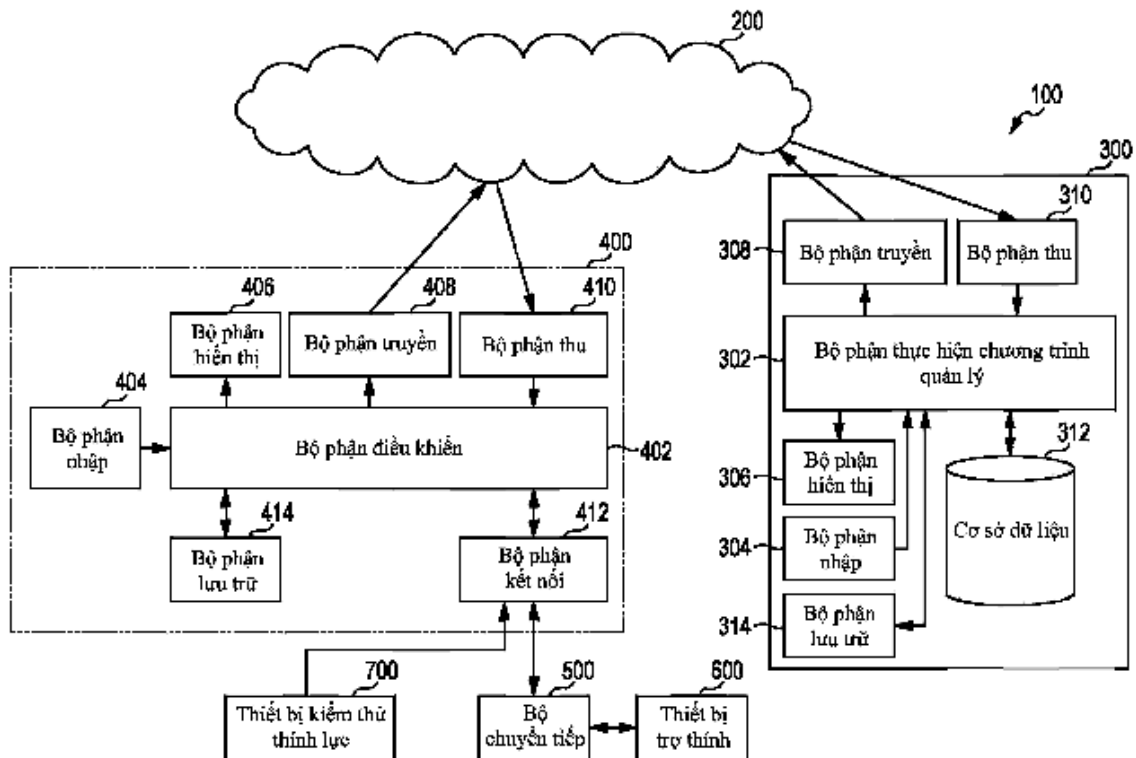 200
100
300
310
308
Bộ phận truyền
Bộ phận thu
400
406
408
410
Bộ phận
hiển thị
Bộ phận truyền
Bộ phận thu
302
Bộ phận thực hiện chương trình
quản lý
404
Bộ phận
nhập
Bộ phận điều khiển
402
312
306
Bộ phận
hiển thị
414
412
Bộ phận
lưu trữ
Bộ phận
kết nối
304
Bộ phận
nhập
Cơ sở dữ liệu
314
Bộ phận
lưu trữ
700
500
600
Thiết bị kiểm thử
thính lực
Bộ
chuyển tiếp
Thiết bị
trợ thính